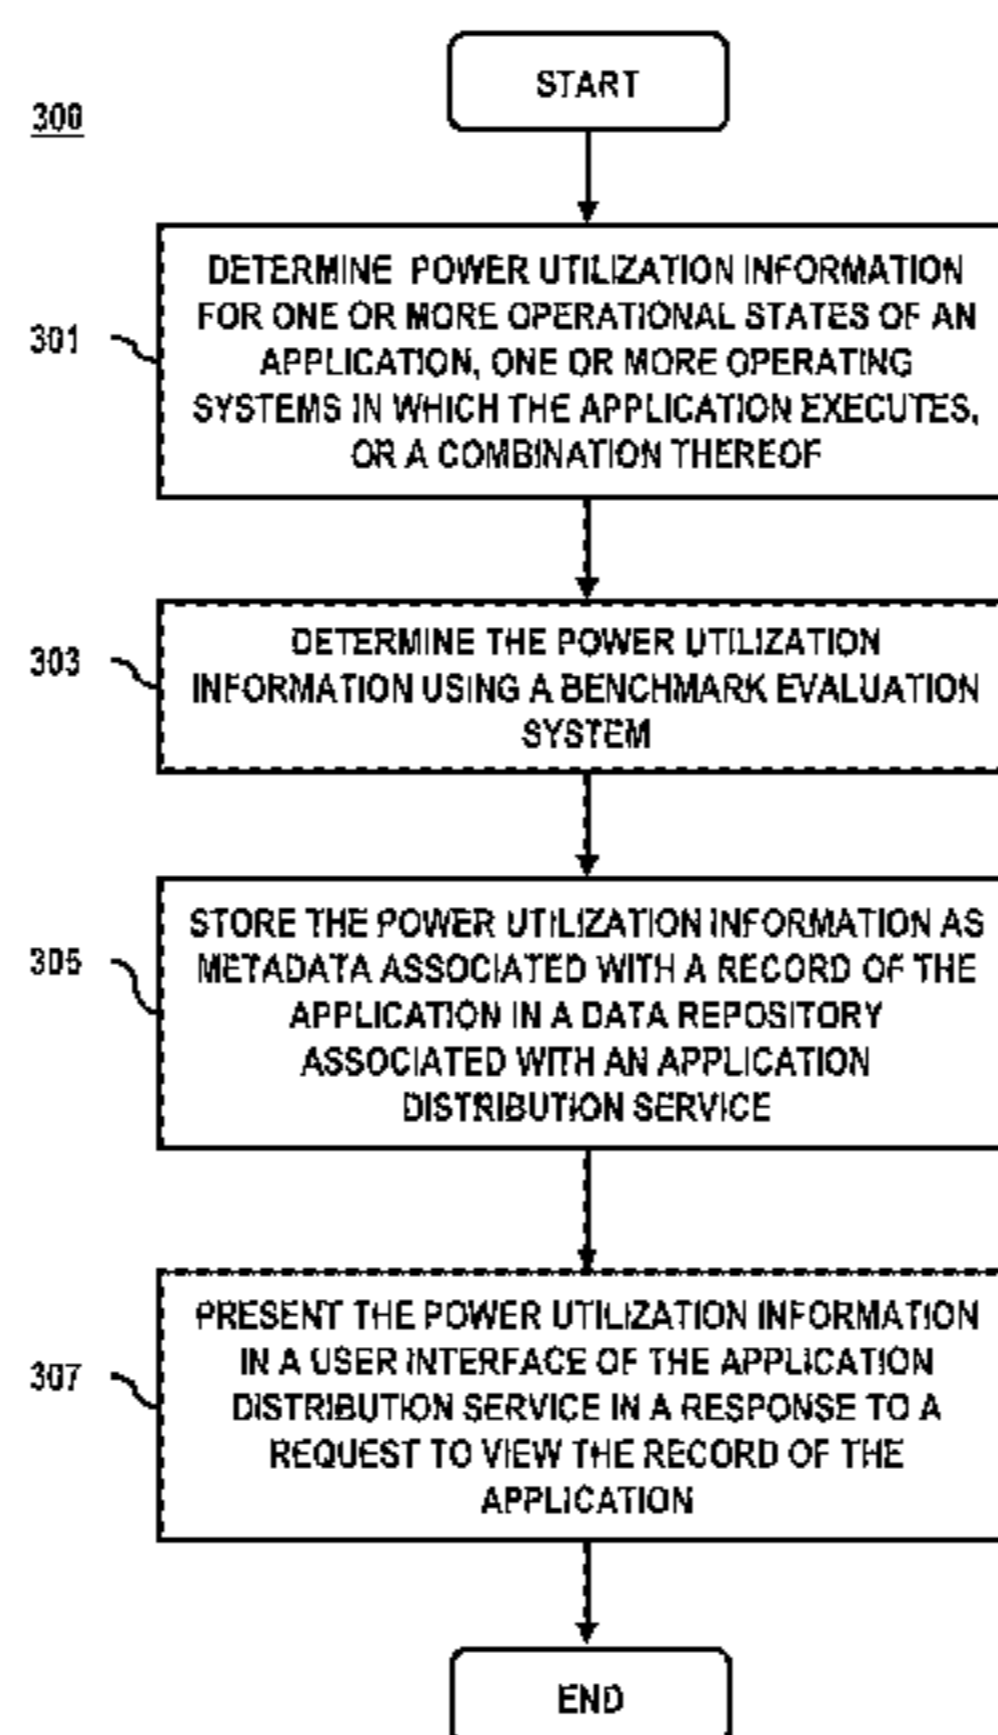 START
300
DETERMINE POWER UTILIZATION INFORMATION
FOR ONE OR MORE OPERATIONAL STATES OF AN
APPLICATION, ONE OR MORE OPERATING
SYSTEMS IN WHICH THE APPLICATION EXECUTES,
OR A COMBINATION THEREOF
301
DETERMINE THE POWER UTILIZATION
INFORMATION USING A BENCHMARK EVALUATION
SYSTEM
303
STORE THE POWER UTILIZATION INFORMATION AS
METADATA ASSOCIATED WITH A RECORD OF THE
APPLICATION IN A DATA REPOSITORY
ASSOCIATED WITH AN APPLICATION
DISTRIBUTION SERVICE
305
PRESENT THE POWER UTILIZATION INFORMATION
IN A USER INTERFACE OF THE APPLICATION
DISTRIBUTION SERVICE IN A RESPONSE TO A
REQUEST TO VIEW THE RECORD OF THE
APPLICATION
307
END